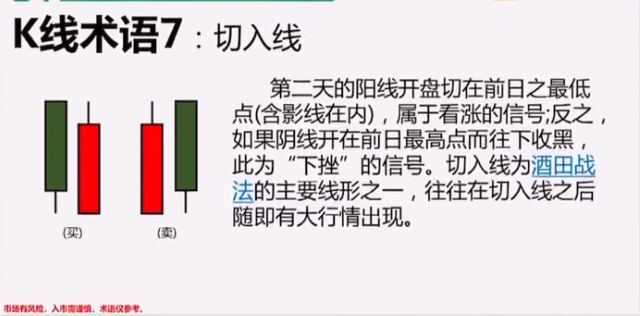 K线术语7：切入线
第二天的阳线开盘切在前日之最低
点(含影线在内)，属于看涨的信号;反之，
如果阴线开在前日最高点而往下收黑，
此为“下挫”的信号。切入线为酒田战
法的主要线形之一，往往在切入线之后
随即有大行情出现。
(买) (卖)
市场有风险，入市需谨慎，术语仅参考。